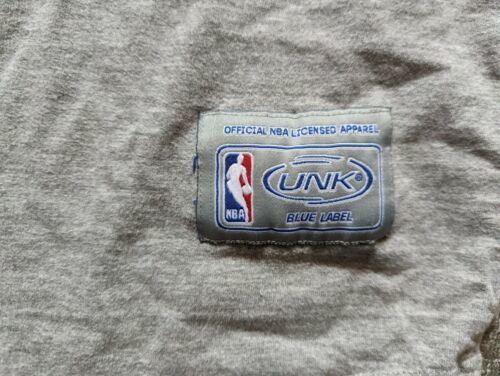 OFFICIAL NBA LICENSED APPAREL
NBA
UNK®
BLUE LABEL